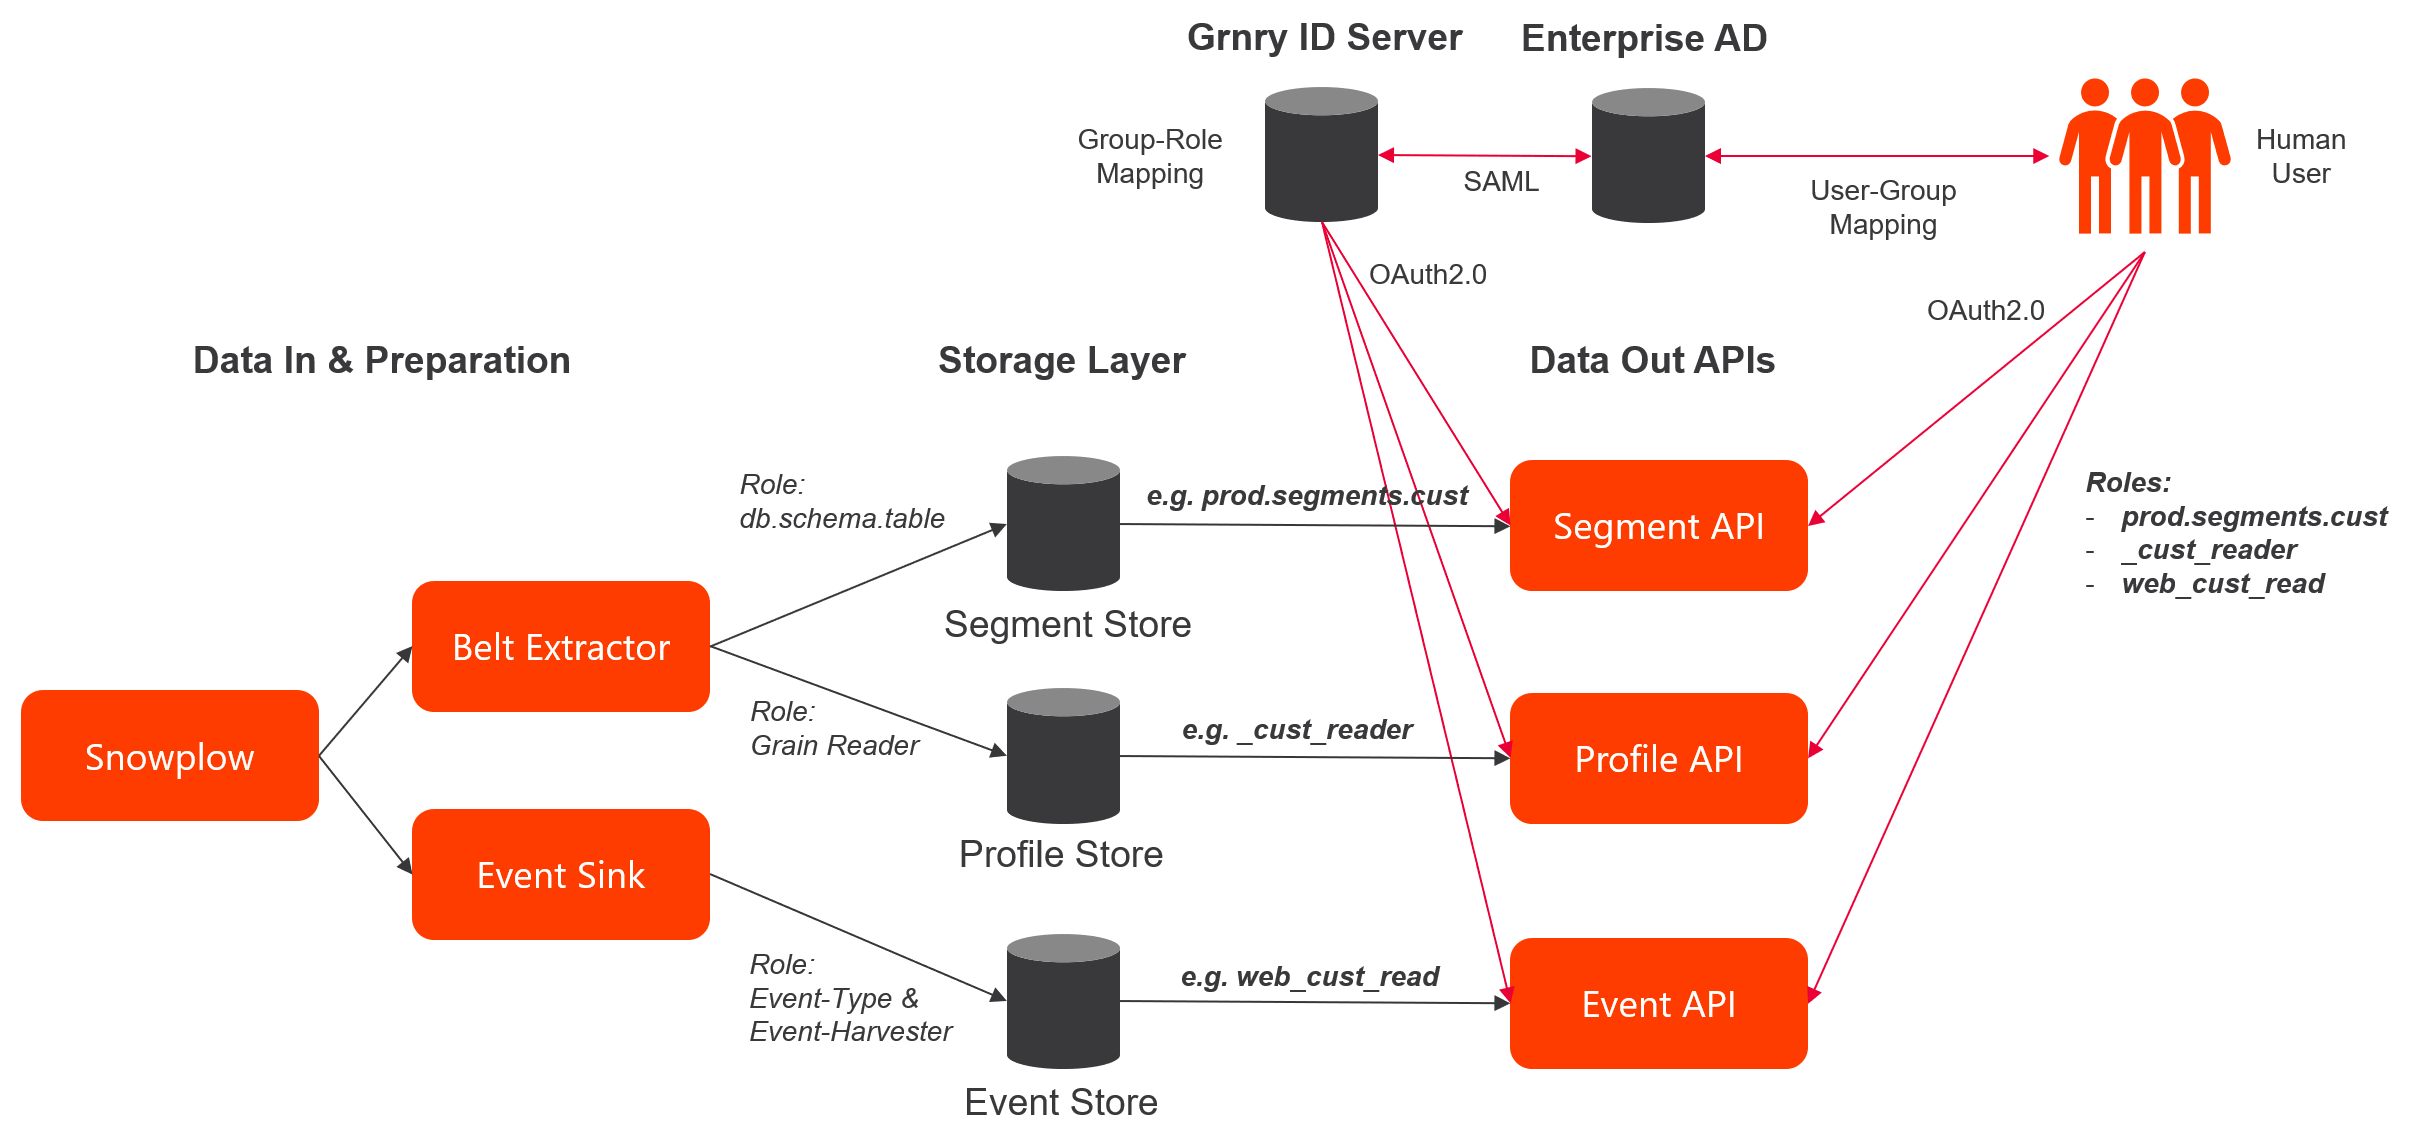 Grnry ID Server
Enterprise AD
Group-Role
Mapping
SAML
User-Group
Mapping
Human
User
OAuth2.0
OAuth2.0
Data In & Preparation
Storage Layer
Data Out APIs
Role:
db.schema.table
e.g. prod.segments.cust
Segment API
Roles:
- prod.segments.cust
- _cust_reader
- web_cust_read
Segment Store
Belt Extractor
Role:
Grain Reader
e.g. _cust_reader
Snowplow
Profile API
Profile Store
Event Sink
Role:
Event-Type &
Event-Harvester
e.g. web_cust_read
Event API
Event Store